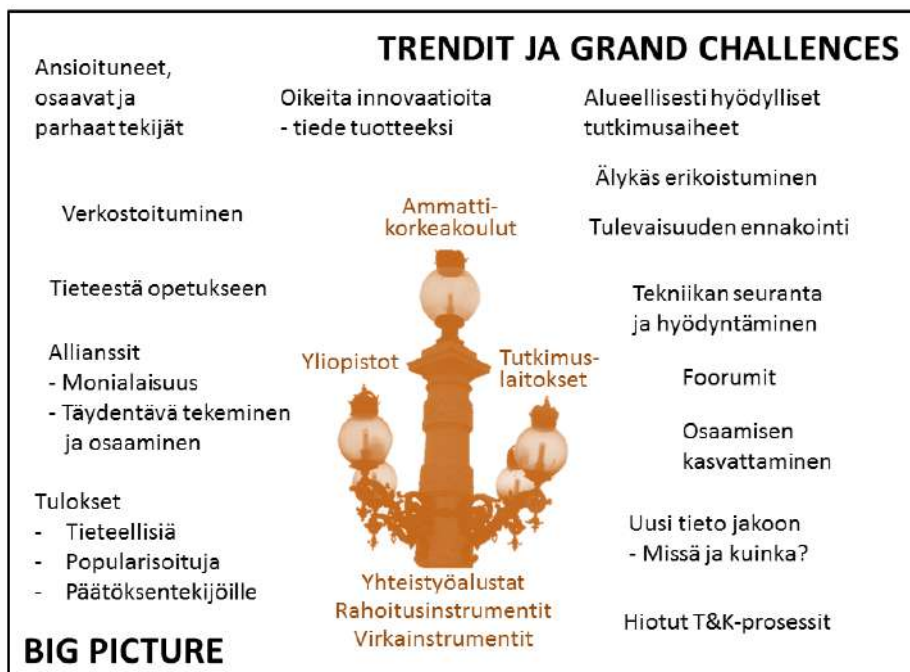 TRENDIT JA GRAND CHALLENCES
Ansioituneet,
osaavat ja
parhaat tekijät
Oikeita innovaatioita
- tiede tuotteeksi
Alueellisesti hyödylliset
tutkimusaiheet
Älykäs erikoistuminen
Verkostoituminen
Ammatti-
korkeakoulut
Tulevaisuuden ennakointi
Tieteestä opetukseen
Tekniikan seuranta
ja hyödyntäminen
Allianssit
- Monialaisuus
- Täydentävä tekeminen
ja osaaminen
Yliopistot
Tutkimus-
laitokset
Foorumit
Osaamisen
kasvattaminen
Tulokset
- Tieteellisiä
- Popularisoituja
- Päätöksentekijöille
Uusi tieto jakoon
- Missä ja kuinka?
Yhteistyöalustat
Rahoitusinstrumentit
Virkainstrumentit
Hiotut T&K-prosessit
BIG PICTURE